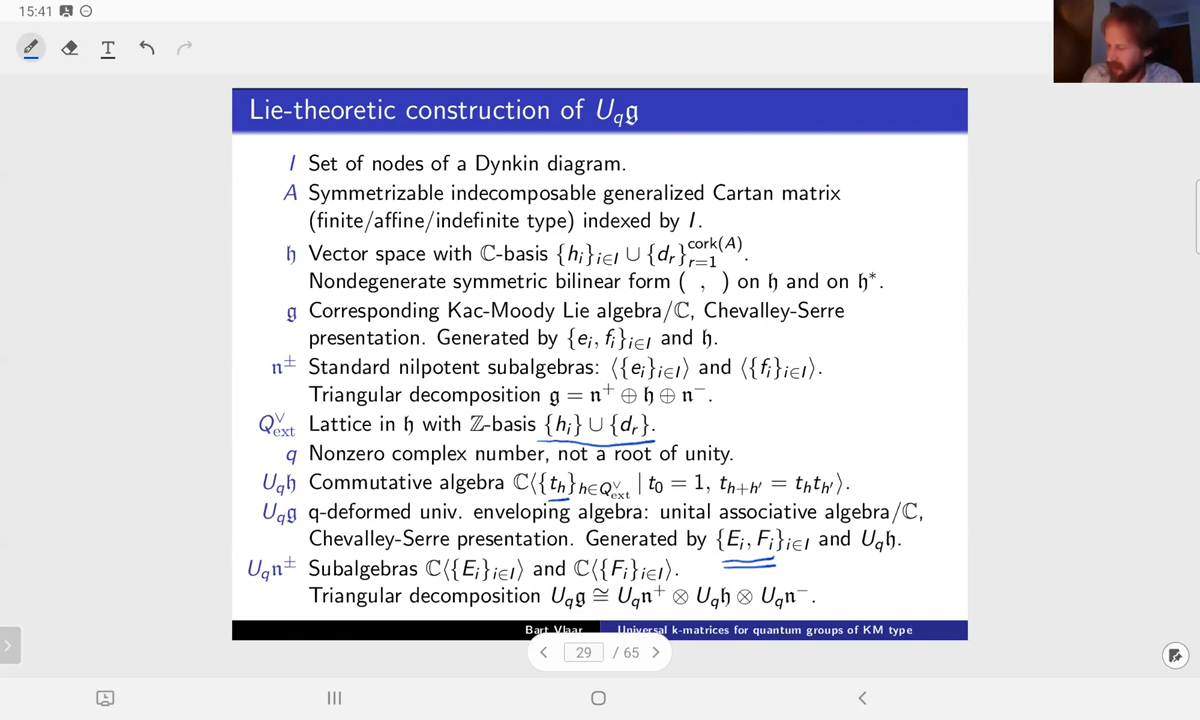 15:41
T
Lie-theoretic construction of U_q𝔤
I Set of nodes of a Dynkin diagram.
A Symmetrizable indecomposable generalized Cartan matrix
(finite/affine/indefinite type) indexed by I.
𝔥 Vector space with ℂ-basis {h_i}_{i∈I} ∪ {d_r}_{r=1}^{cork(A)}.
Nondegenerate symmetric bilinear form ( , ) on 𝔥 and on 𝔥*.
𝔤 Corresponding Kac-Moody Lie algebra/ℂ, Chevalley-Serre
presentation. Generated by {e_i, f_i}_{i∈I} and 𝔥.
𝔫^± Standard nilpotent subalgebras: ⟨{e_i}_{i∈I}⟩ and ⟨{f_i}_{i∈I}⟩.
Triangular decomposition 𝔤 = 𝔫^+ ⊕ 𝔥 ⊕ 𝔫^−.
Q^∨_ext Lattice in 𝔥 with ℤ-basis {h_i} ∪ {d_r}.
q Nonzero complex number, not a root of unity.
U_q𝔥 Commutative algebra ℂ⟨{t_h}_{h∈Q^∨_ext} | t_0 = 1, t_{h+h′} = t_h t_{h′}⟩.
U_q𝔤 q-deformed univ. enveloping algebra: unital associative algebra/ℂ,
Chevalley-Serre presentation. Generated by {E_i, F_i}_{i∈I} and U_q𝔥.
U_q𝔫^± Subalgebras ℂ⟨{E_i}_{i∈I}⟩ and ℂ⟨{F_i}_{i∈I}⟩.
Triangular decomposition U_q𝔤 ≅ U_q𝔫^+ ⊗ U_q𝔥 ⊗ U_q𝔫^−.
Bart Vlaar Universal k-matrices for quantum groups of KM type
29 / 65